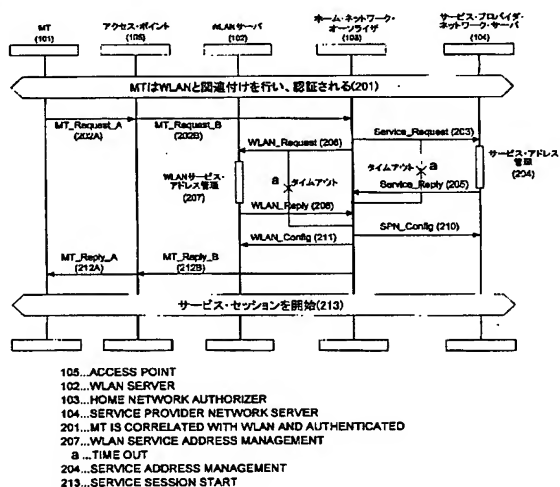 MT
(101)
アクセス・ポイント
(105)
WLANサーバ
(102)
ホーム・ネットワーク・
オーソライザ
(103)
サービス・プロバイダ・
ネットワーク・サーバ
(104)
MTはWLANと関連付けを行い、認証される(201)
MT_Request_A
(202A)
MT_Request_B
(202B)
Service_Request (203)
WLAN_Request (206)
a
タイムアウト
サービス・アドレス
管理
(204)
WLANサービス・
アドレス管理
(207)
a
タイムアウト
Service_Reply (205)
WLAN_Reply (208)
SPN_Config (210)
WLAN_Config (211)
MT_Reply_A
(212A)
MT_Reply_B
(212B)
サービス・セッションを開始(213)
105...ACCESS POINT
102...WLAN SERVER
103...HOME NETWORK AUTHORIZER
104...SERVICE PROVIDER NETWORK SERVER
201...MT IS CORRELATED WITH WLAN AND AUTHENTICATED
207...WLAN SERVICE ADDRESS MANAGEMENT
a ...TIME OUT
204...SERVICE ADDRESS MANAGEMENT
213...SERVICE SESSION START